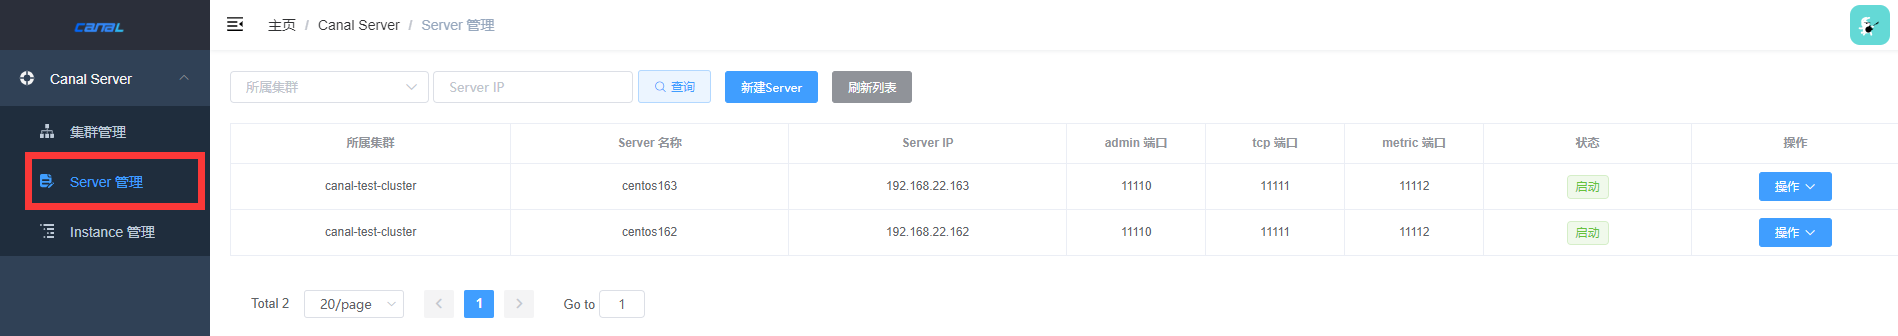 canal
主页 / Canal Server / Server 管理
Canal Server
集群管理
Server 管理
Instance 管理
所属集群 Server IP 查询 新建Server 刷新列表
所属集群 Server 名称 Server IP admin 端口 tcp 端口 metric 端口 状态 操作
canal-test-cluster centos163 192.168.22.163 11110 11111 11112 启动 操作
canal-test-cluster centos162 192.168.22.162 11110 11111 11112 启动 操作
Total 2 20/page 1 Go to 1